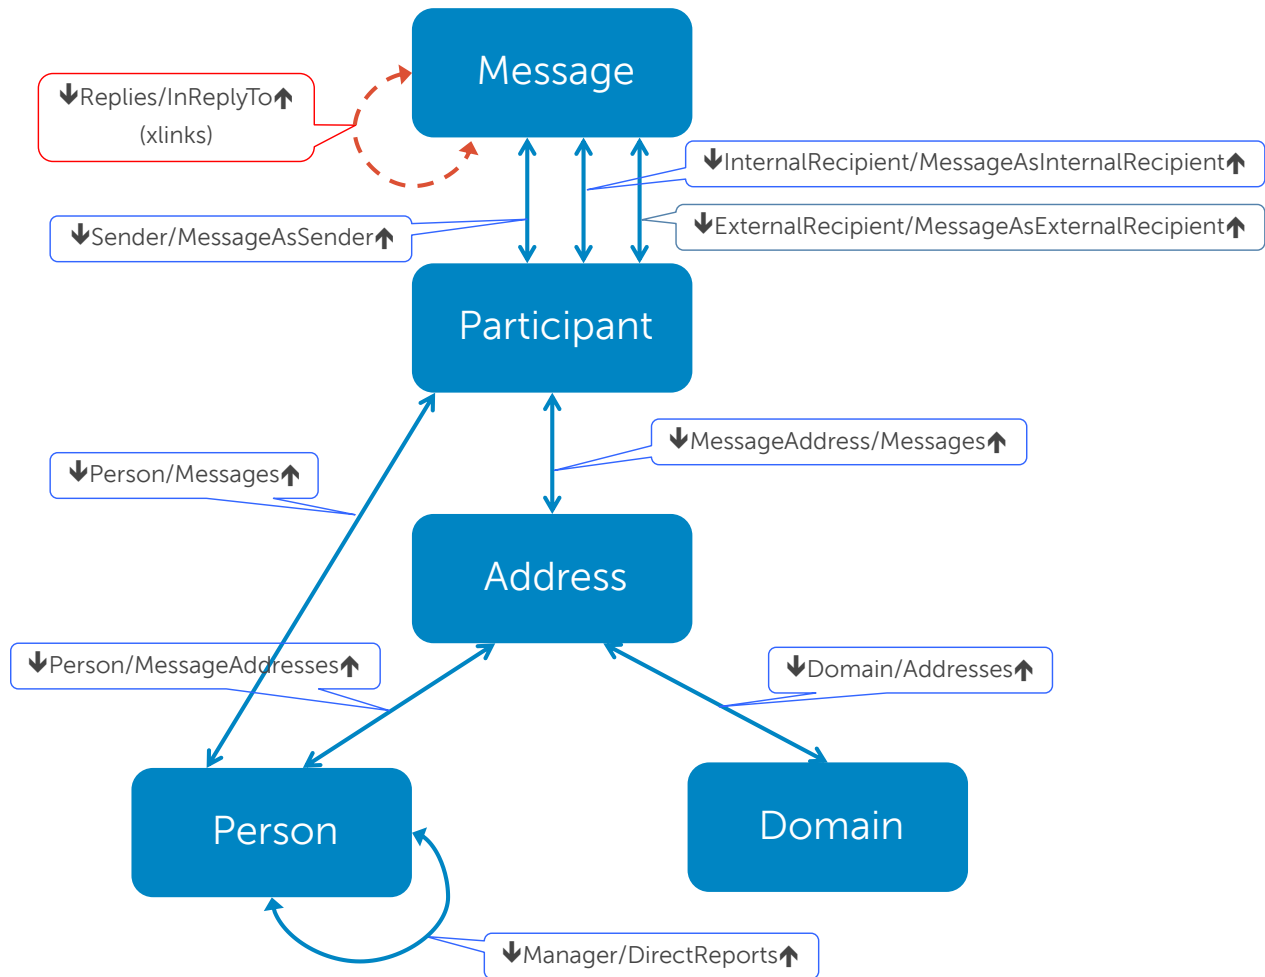 Message
🡻Replies/InReplyTo🡹
(xlinks)
🡻InternalRecipient/MessageAsInternalRecipient🡹
🡻Sender/MessageAsSender🡹
🡻ExternalRecipient/MessageAsExternalRecipient🡹
Participant
🡻MessageAddress/Messages🡹
🡻Person/Messages🡹
Address
🡻Person/MessageAddresses🡹
🡻Domain/Addresses🡹
Person
Domain
🡻Manager/DirectReports🡹